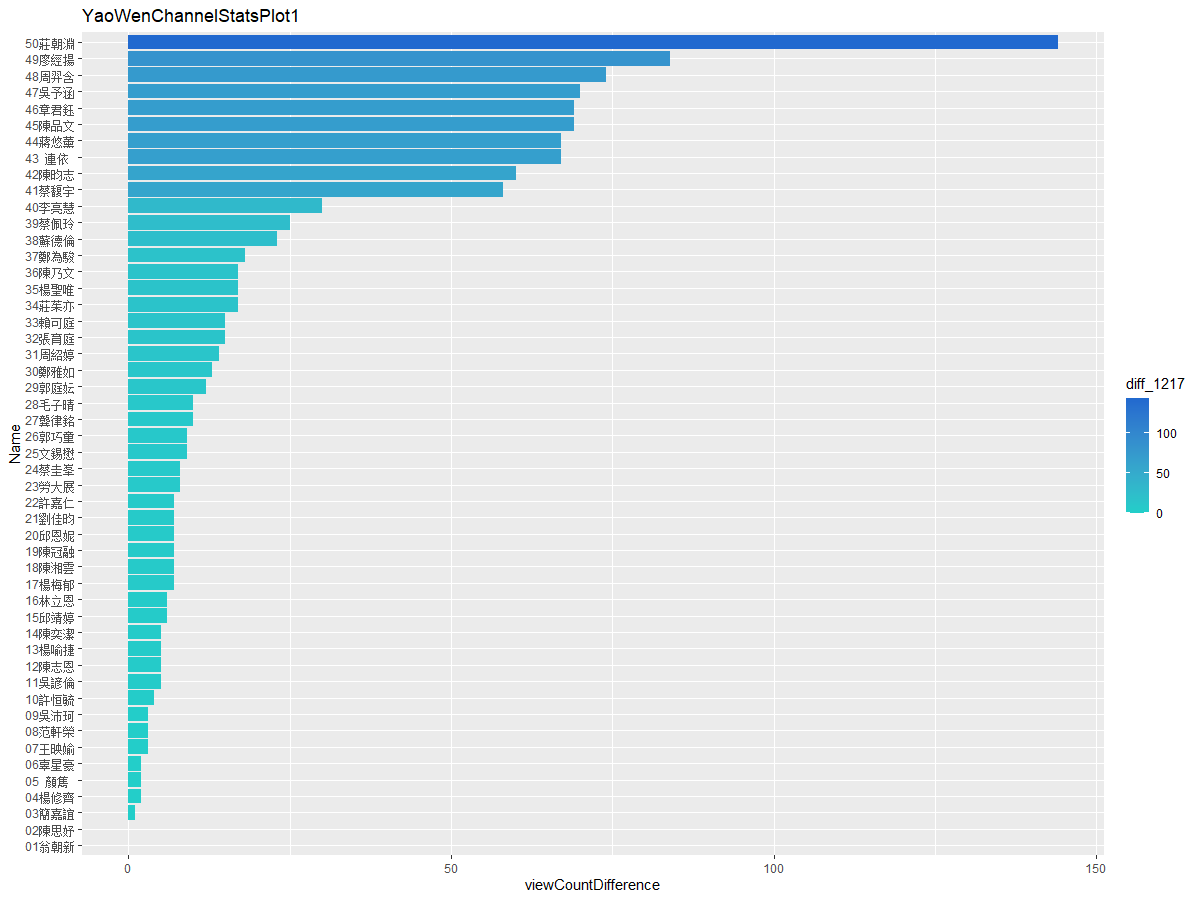 YaoWenChannelStatsPlot1
Name
50莊朝淵
49廖經揚
48周羿含
47吳予涵
46章君鈺
45陳品文
44蔣悠薰
43 連依
42陳昀志
41蔡馥宇
40李亮慧
39蔡佩玲
38蘇德倫
37鄭為駿
36陳乃文
35楊聖唯
34莊茱亦
33賴可庭
32張育庭
31周紹婷
30鄭雅如
29郭庭妘
28毛子晴
27龔律銘
26郭巧童
25文錫懋
24蔡圭峯
23勞大展
22許嘉仁
21劉佳昀
20邱恩妮
19陳冠融
18陳湘雲
17楊梅郁
16林立恩
15邱靖婷
14陳奕潔
13楊喻捷
12陳志恩
11吳諺倫
10許恒毓
09吳沛珂
08范軒榮
07王映媮
06辜星豪
05 顏雋
04楊修齊
03簡嘉誼
02陳思妤
01翁朝新
0 50 100 150
viewCountDifference
diff_1217
100
50
0